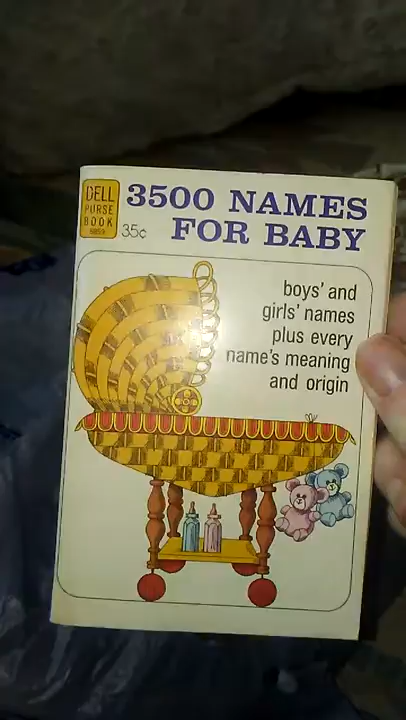 DELL
PURSE
BOOK
35¢
3500 NAMES
FOR BABY
boys' and
girls' names
plus every
name's meaning
and origin